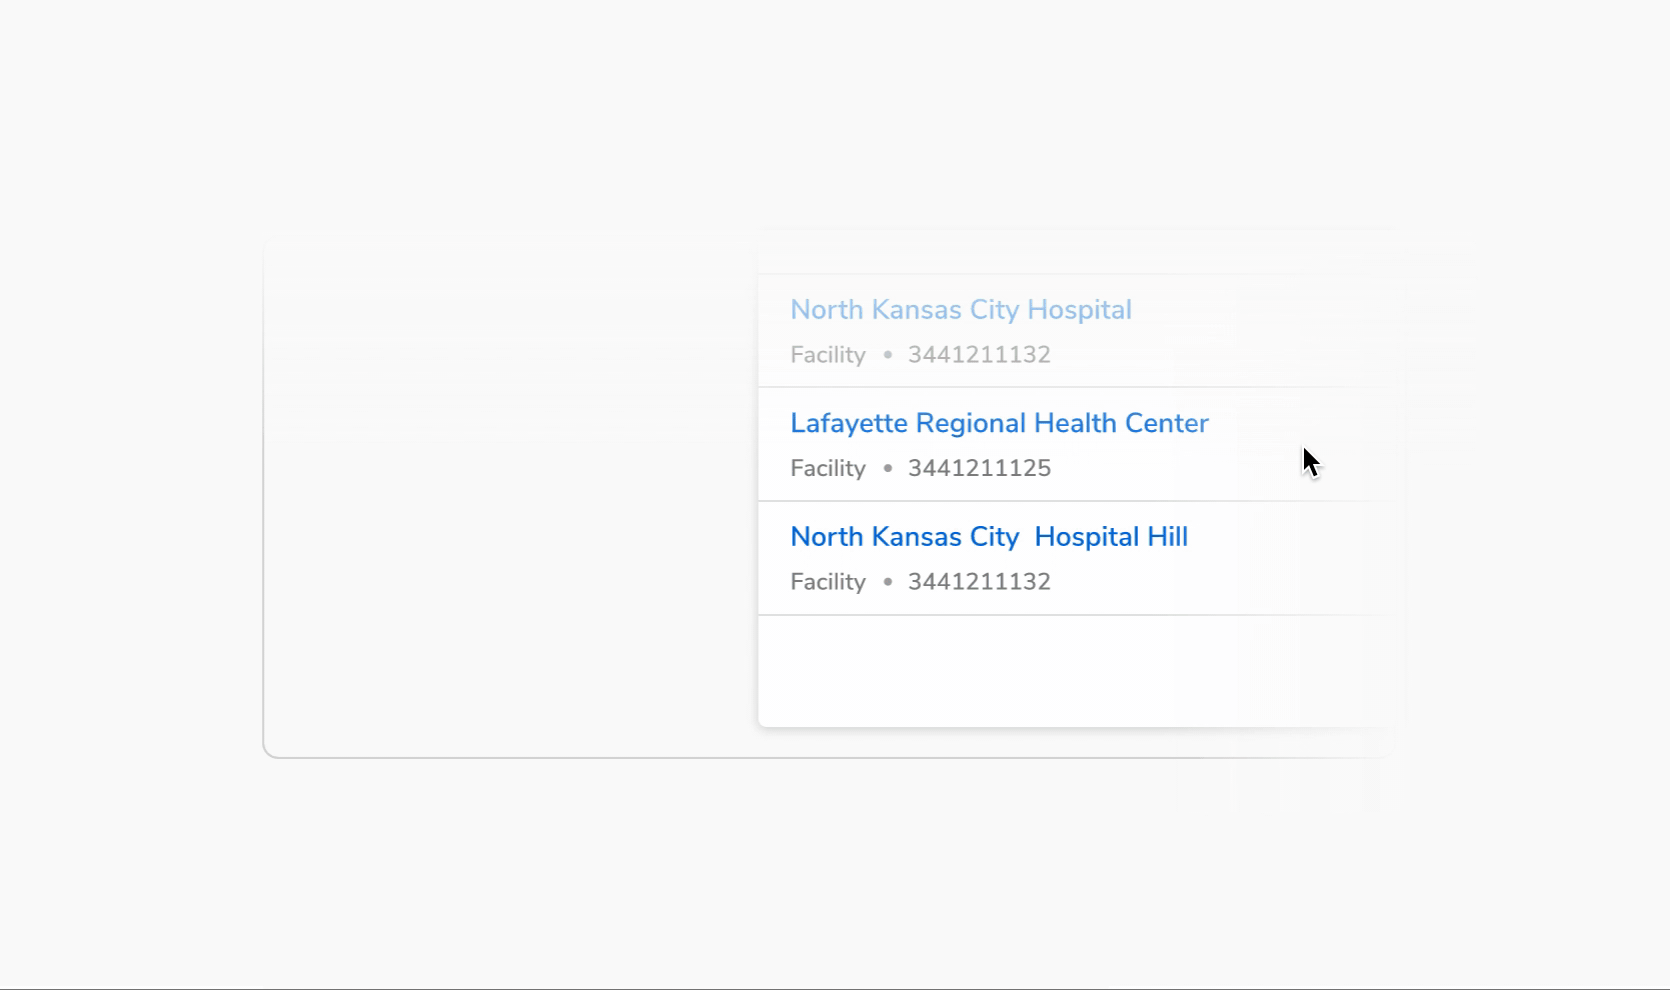 North Kansas City Hospital
Facility • 3441211132
Lafayette Regional Health Center
Facility • 3441211125
North Kansas City  Hospital Hill
Facility • 3441211132